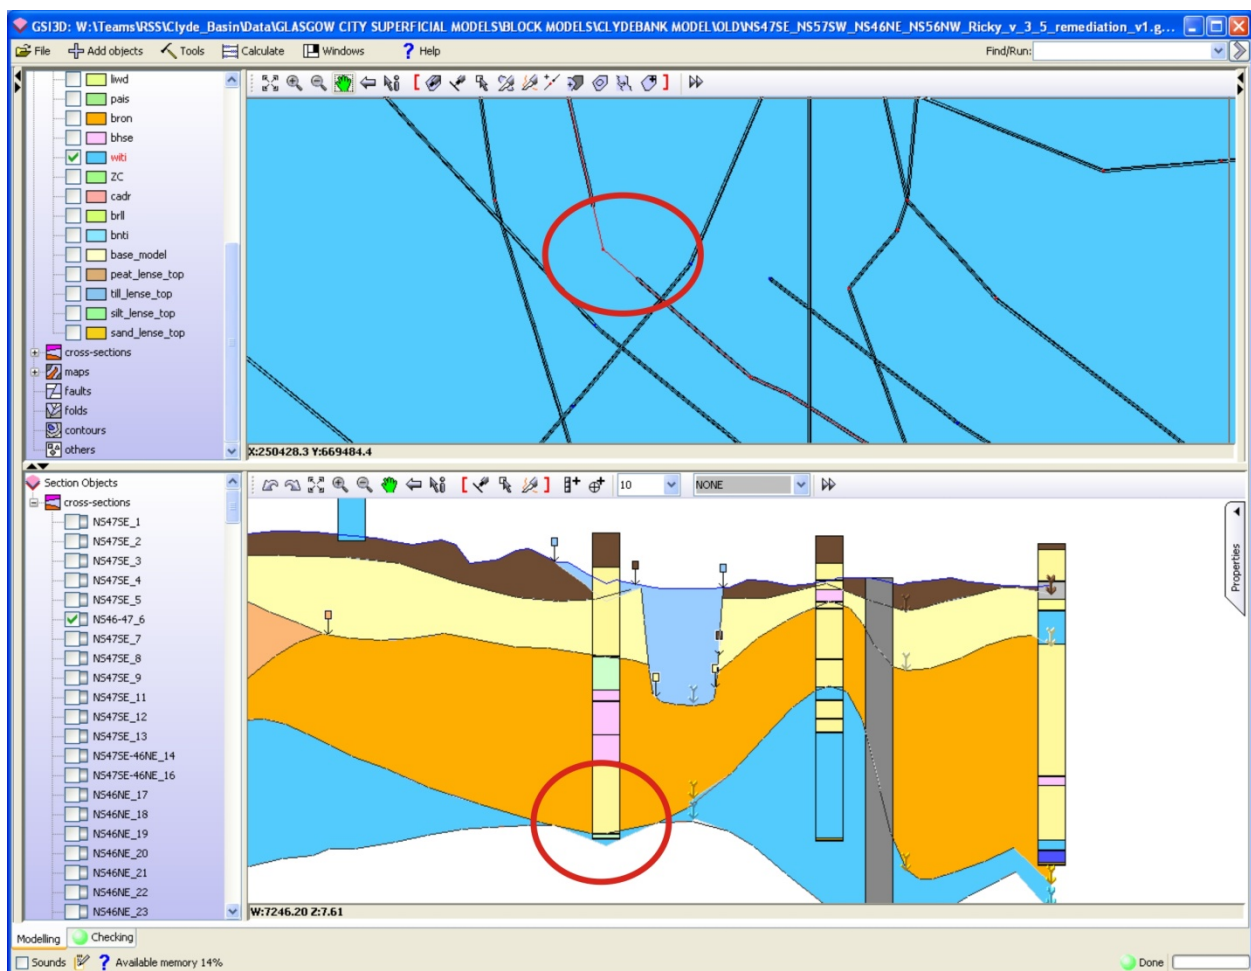 GSI3D: W:\Teams\RSS\Clyde_Basin\Data\GLASGOW CITY SUPERFICIAL MODELS\BLOCK MODELS\CLYDEBANK MODEL\OLD\NS47SE_NS57SW_NS46NE_NS56NW_Ricky_v_3_5_remediation_v1.g...
File Add objects Tools Calculate Windows ? Help Find/Run:
liwd
pais
bron
bhse
witi
ZC
cadr
brll
bnti
base_model
peat_lense_top
till_lense_top
silt_lense_top
sand_lense_top
cross-sections
maps
faults
folds
contours
others
X:250428.3 Y:669484.4
Section Objects
10 NONE
cross-sections
NS47SE_1
NS47SE_2
NS47SE_3
NS47SE_4
NS47SE_5
NS46-47_6
NS47SE_7
NS47SE_8
NS47SE_9
NS47SE_11
NS47SE_12
NS47SE_13
NS47SE-46NE_14
NS47SE-46NE_16
NS46NE_17
NS46NE_18
NS46NE_19
NS46NE_20
NS46NE_21
NS46NE_22
NS46NE_23
Properties
W:7246.20 Z:7.61
Modelling Checking
Sounds ? Available memory 14% Done